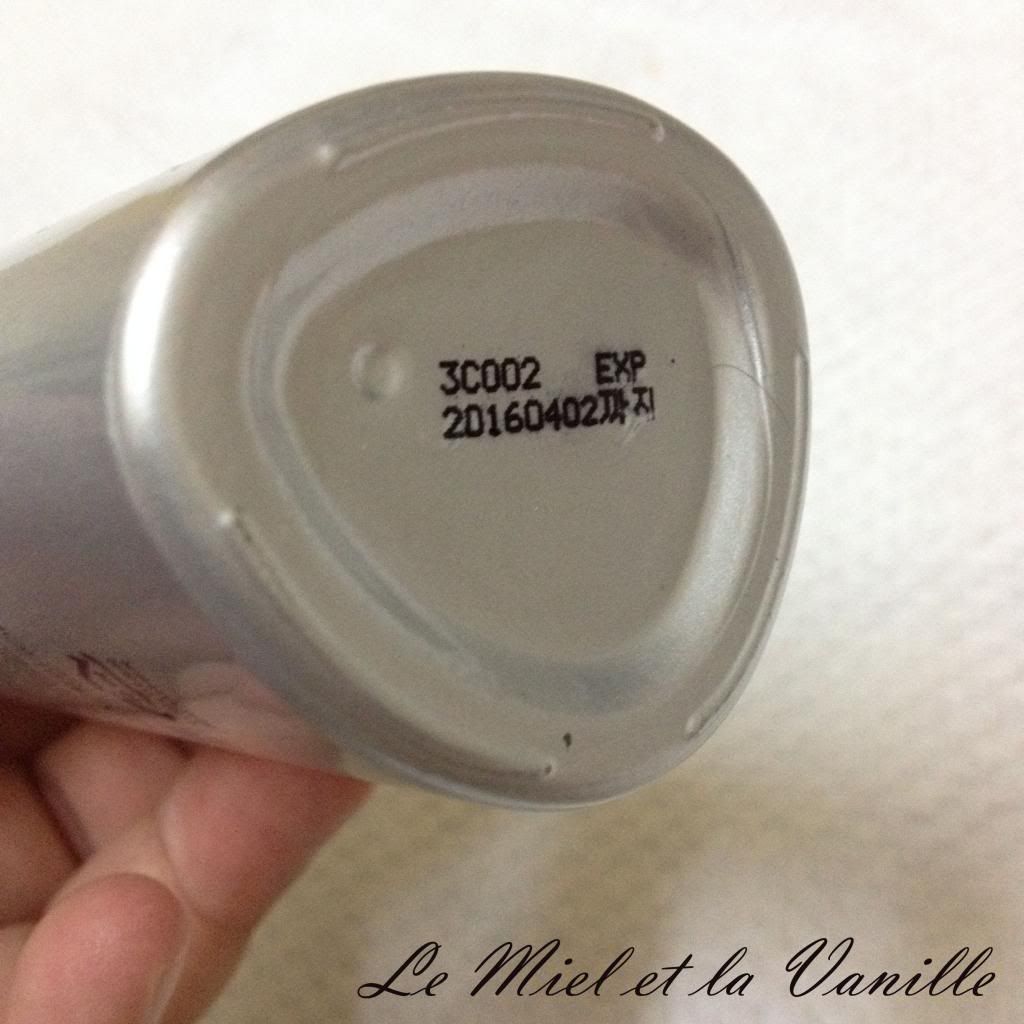 3C002 EXP
20160402까지
Le Miel et la Vanille